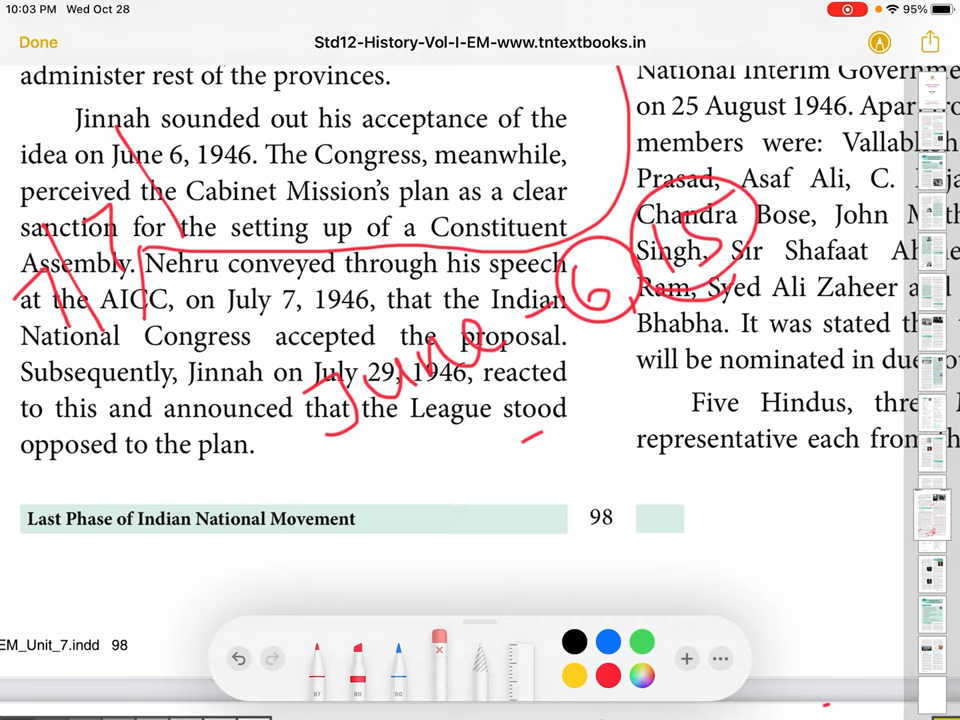 10:03 PM Wed Oct 28
95%
Done
Std12-History-Vol-I-EM-www.tntextbooks.in
administer rest of the provinces.
Jinnah sounded out his acceptance of the
idea on June 6, 1946. The Congress, meanwhile,
perceived the Cabinet Mission's plan as a clear
sanction for the setting up of a Constituent
Assembly. Nehru conveyed through his speech
at the AICC, on July 7, 1946, that the Indian
National Congress accepted the proposal.
Subsequently, Jinnah on July 29, 1946, reacted
to this and announced that the League stood
opposed to the plan.
7/7/
June - 6, 15
Last Phase of Indian National Movement
98
National Interim Governme
on 25 August 1946. Apar
members were:
Prasad, Asaf Ali, C.
Chandra Bose, John
Singh, Sir Shafaat
Ram, Syed Ali Zaheer
Bhabha. It was stated
will be nominated in due
Five Hindus,
representative each from
EM_Unit_7.indd 98
97
80
50